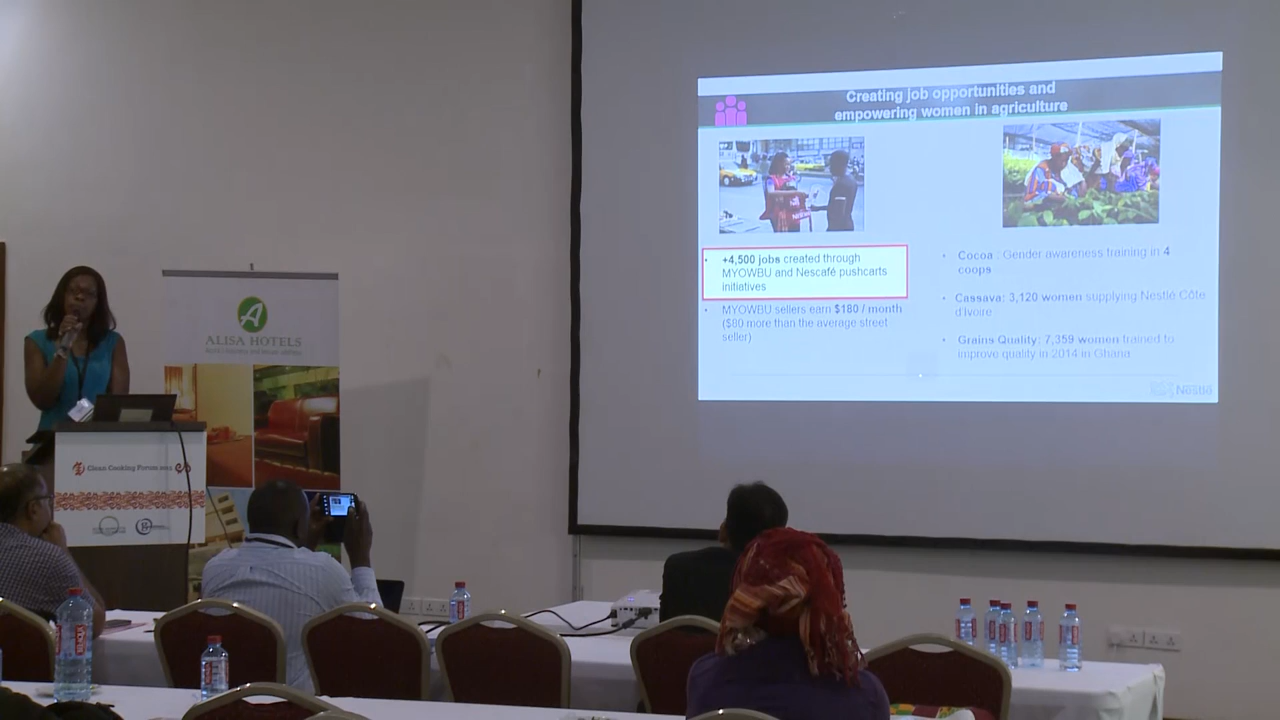 Creating job opportunities and
empowering women in agriculture
+4,500 jobs created through
MYOWBU and Nescafé pushcarts
initiatives
MYOWBU sellers earn $180 / month
($80 more than the average street
seller)
Cocoa : Gender awareness training in 4
coops
Cassava: 3,120 women supplying Nestlé Côte
d'Ivoire
Grains Quality: 7,359 women trained to
improve quality in 2014 in Ghana
Nestlé
ALISA HOTELS
Clean Cooking Forum 2015